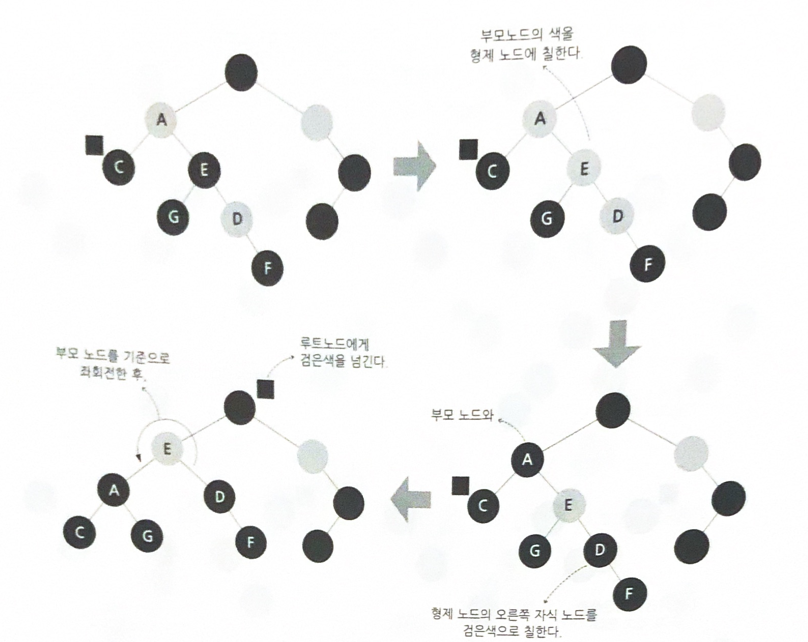 부모노드의 색을
형제 노드에 칠한다.
A
C
E
G
D
F
A
C
E
G
D
F
부모 노드를 기준으로
좌회전한 후,
루트노드에게
검은색을 넘긴다.
E
A
D
C
G
F
부모 노드와
A
C
E
G
D
F
형제 노드의 오른쪽 자식 노드를
검은색으로 칠한다.